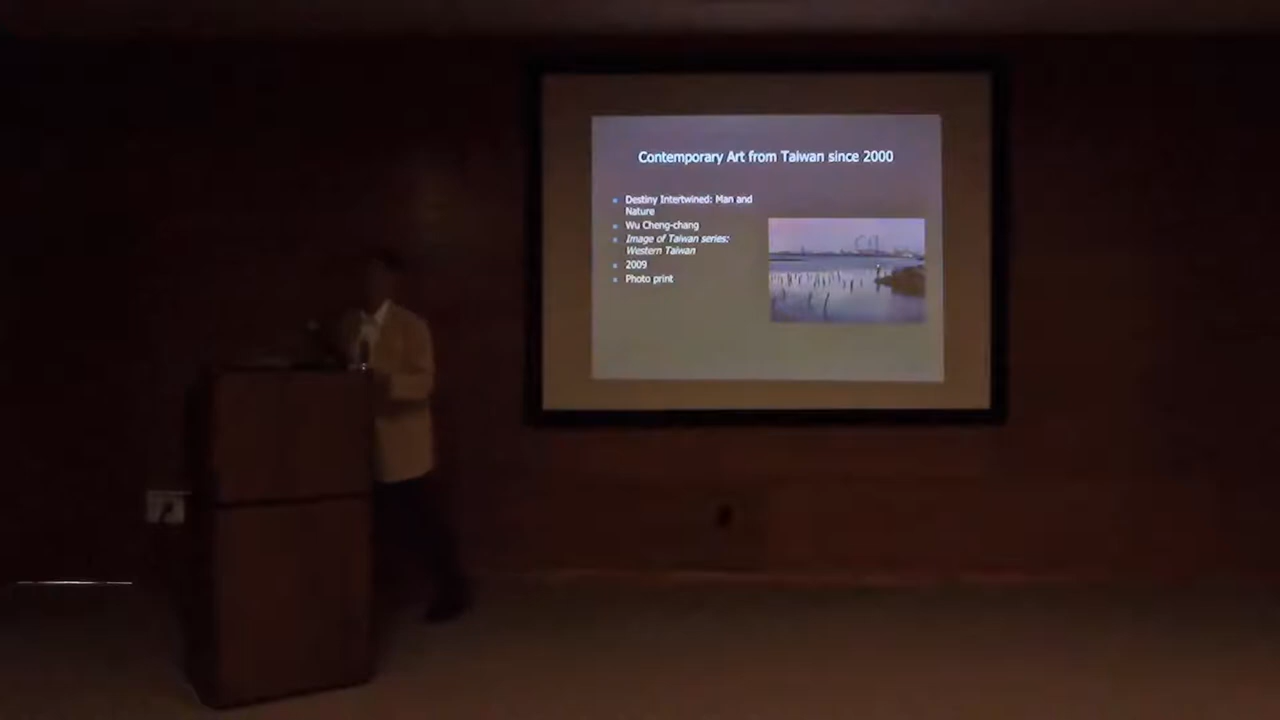 Contemporary Art from Taiwan since 2000
Destiny Intertwined: Man and
Nature
Wu Cheng-chang
Image of Taiwan series:
Western Taiwan
2009
Photo print